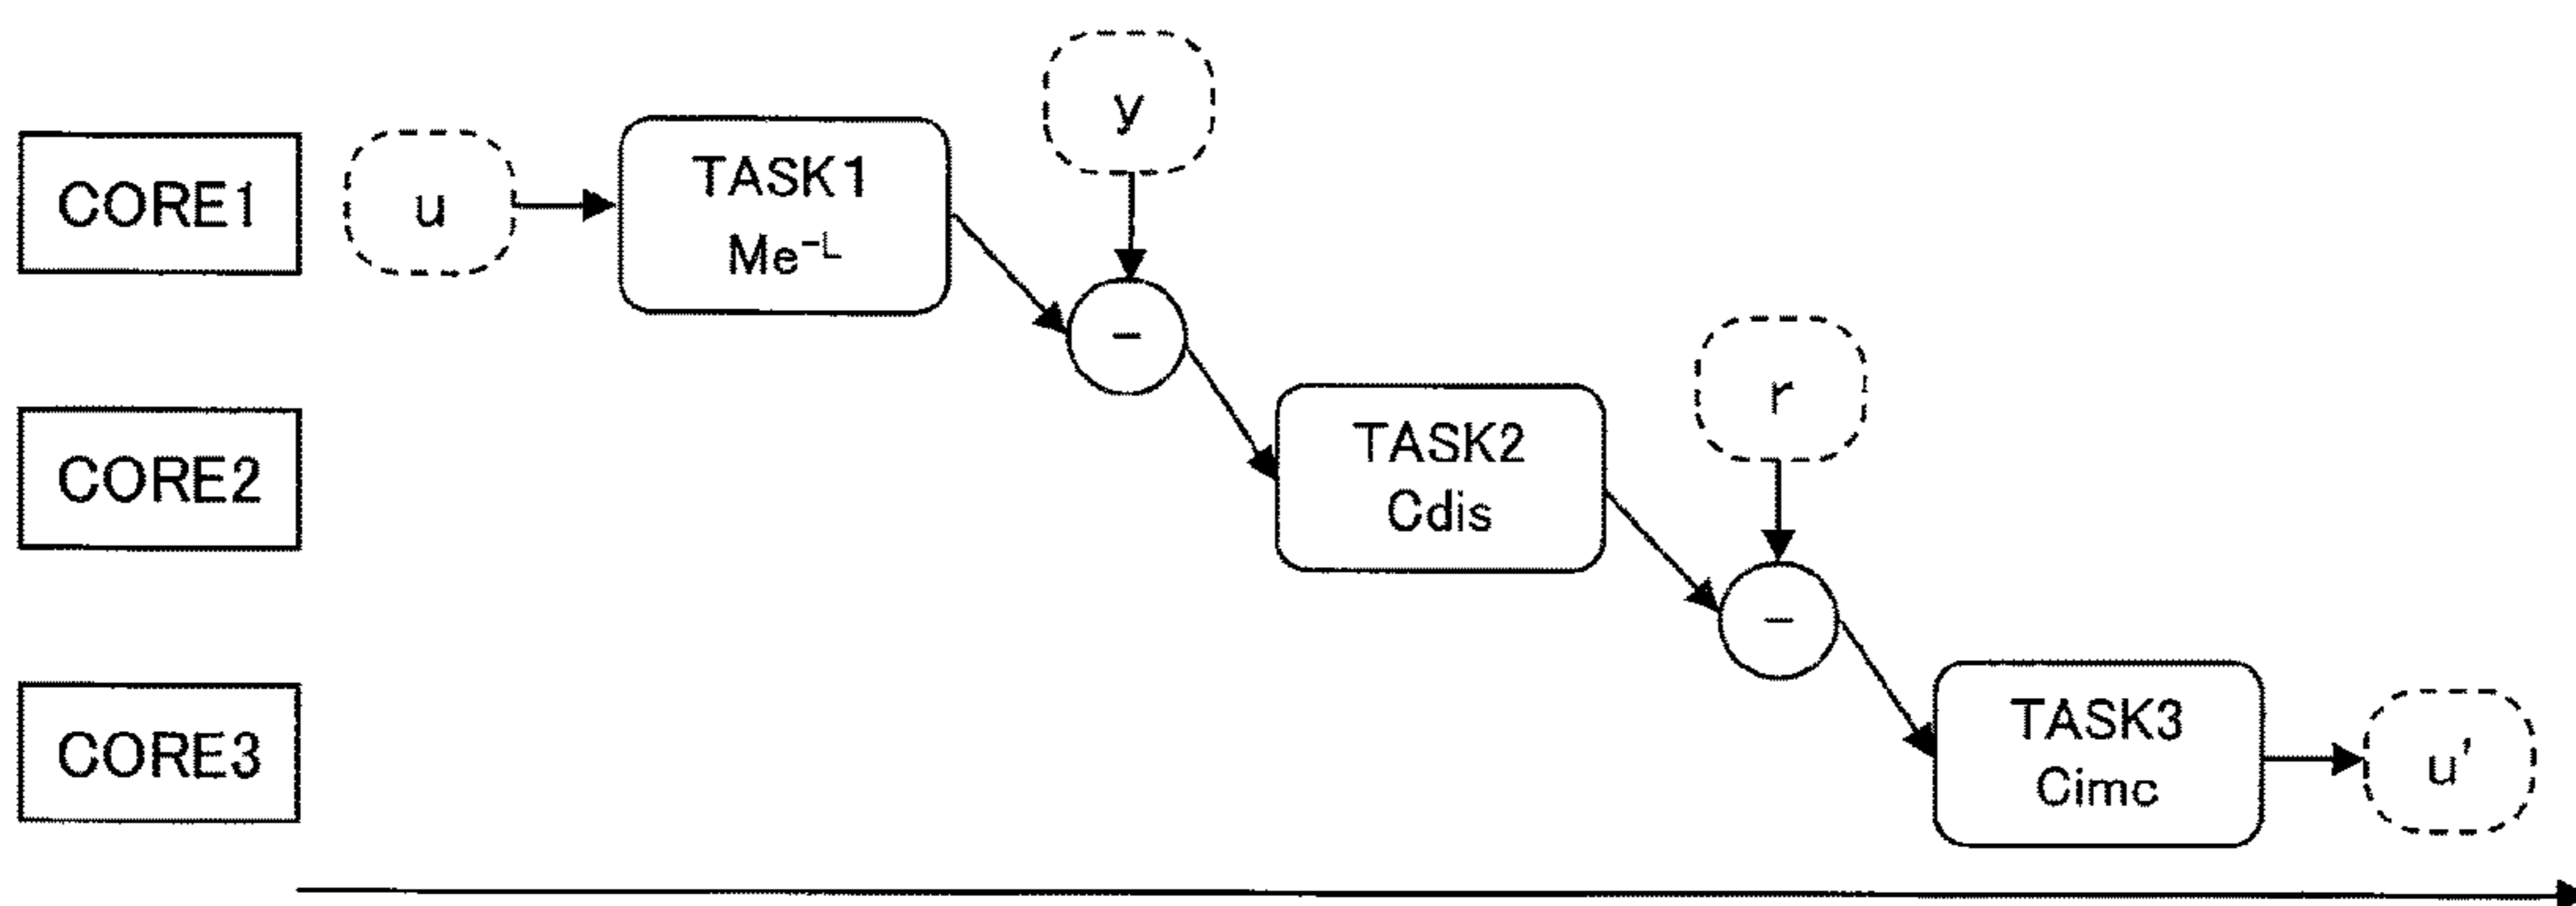 y
CORE1
u
TASK1
Me⁻ᴸ
-
r
CORE2
TASK2
Cdis
-
CORE3
TASK3
Cimc
u'